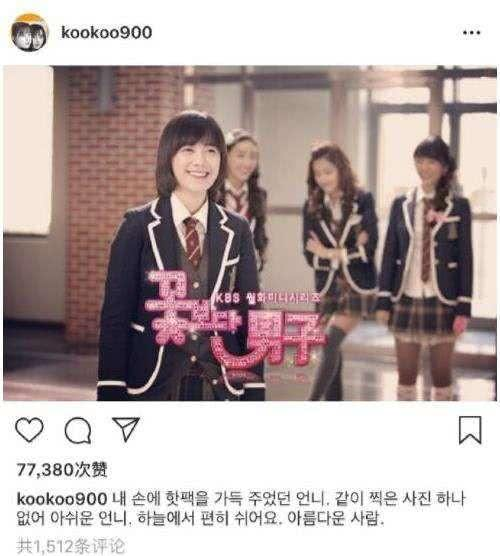 kookoo900
KBS 월화미니시리즈
꽃보다
男子
77,380次赞
kookoo900 내 손에 핫팩을 가득 주었던 언니. 같이 찍은 사진 하나
없어 아쉬운 언니. 하늘에서 편히 쉬어요. 아름다운 사람.
共1,512条评论